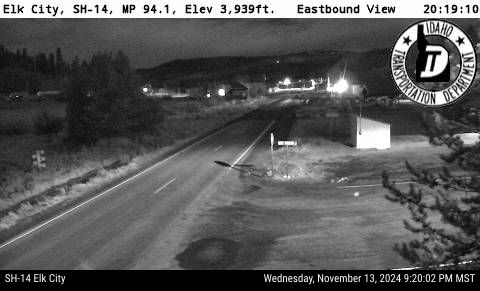 Elk City, SH-14, MP 94.1, Elev 3,939ft. Eastbound View 20:19:10
IDAHO
TRANSPORTATION DEPARTMENT
SH-14 Elk City Wednesday, November 13, 2024 9:20:02 PM MST